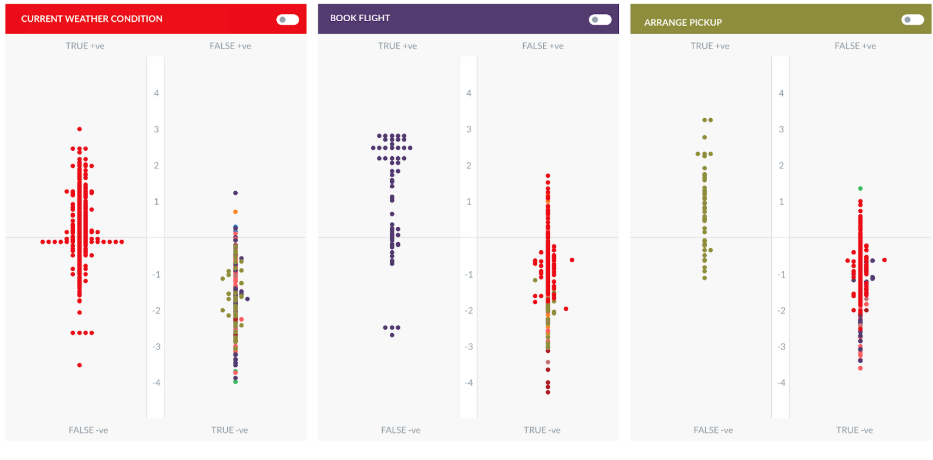 CURRENT WEATHER CONDITION
TRUE +ve FALSE +ve
4
3
2
1
-1
-2
-3
-4
FALSE -ve TRUE -ve
BOOK FLIGHT
TRUE +ve FALSE +ve
4
3
2
1
-1
-2
-3
-4
FALSE -ve TRUE -ve
ARRANGE PICKUP
TRUE +ve FALSE +ve
4
3
2
1
-1
-2
-3
-4
FALSE -ve TRUE -ve